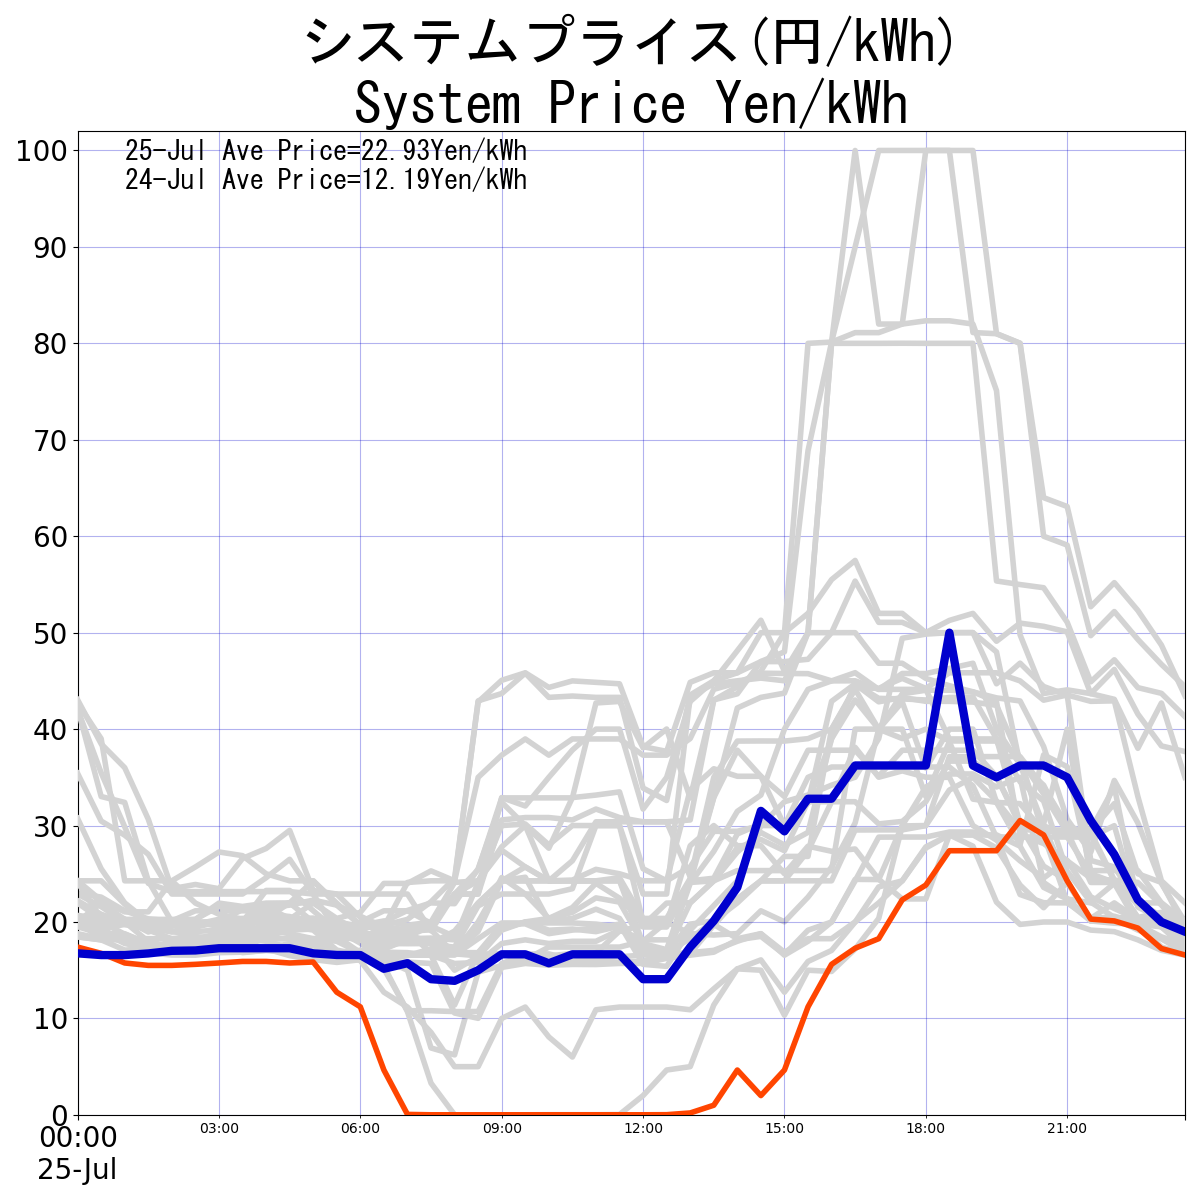 システムプライス(円/kWh)
System Price Yen/kWh
25-Jul Ave Price=22.93Yen/kWh
24-Jul Ave Price=12.19Yen/kWh
100
90
80
70
60
50
40
30
20
10
0
00:00 03:00 06:00 09:00 12:00 15:00 18:00 21:00
25-Jul